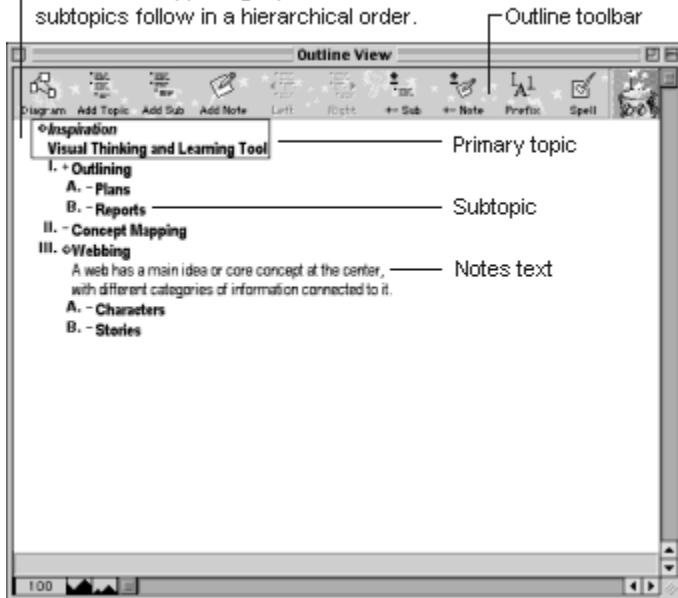 subtopics follow in a hierarchical order.
Outline toolbar
Outline View
Diagram Add Topic Add Sub Add Note Left Right +- Sub +- Note Prefix Spell
Inspiration
Visual Thinking and Learning Tool
Primary topic
I. + Outlining
A. - Plans
B. - Reports
Subtopic
II. - Concept Mapping
III. Webbing
A web has a main idea or core concept at the center,
Notes text
with different categories of information connected to it.
A. - Characters
B. - Stories
100